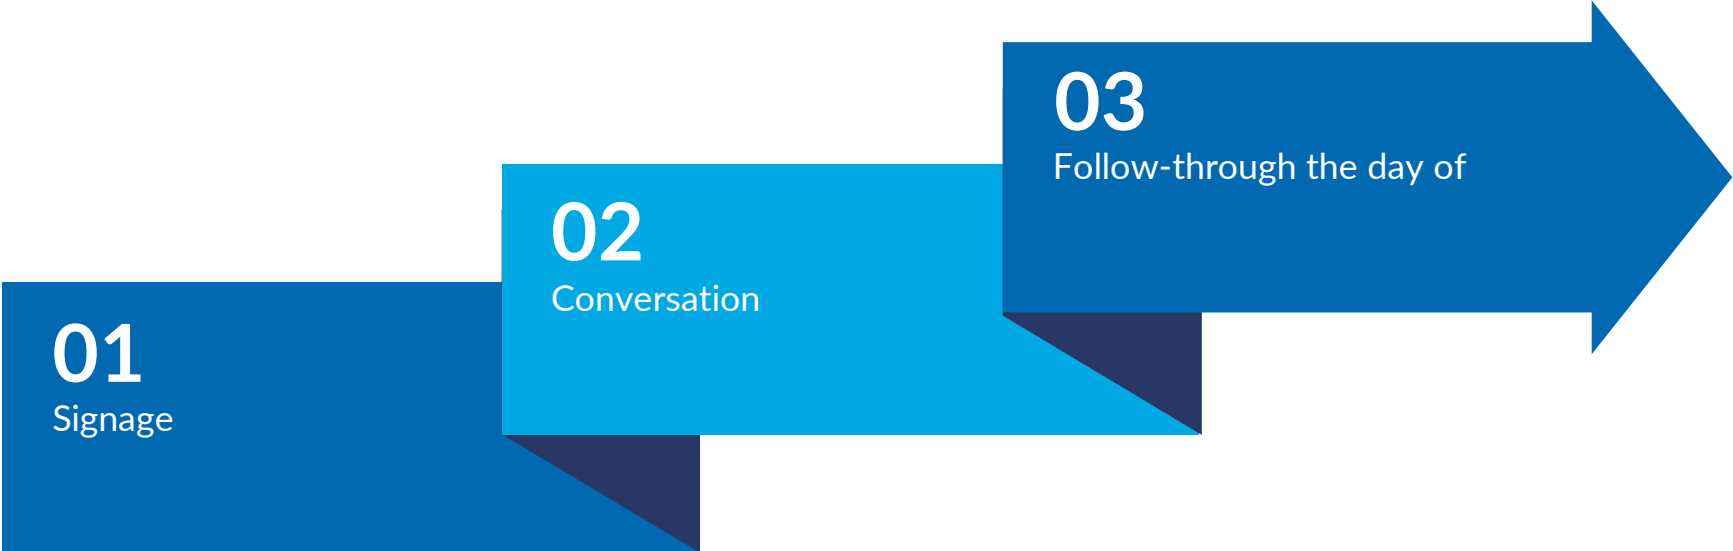 01
Signage
02
Conversation
03
Follow-through the day of